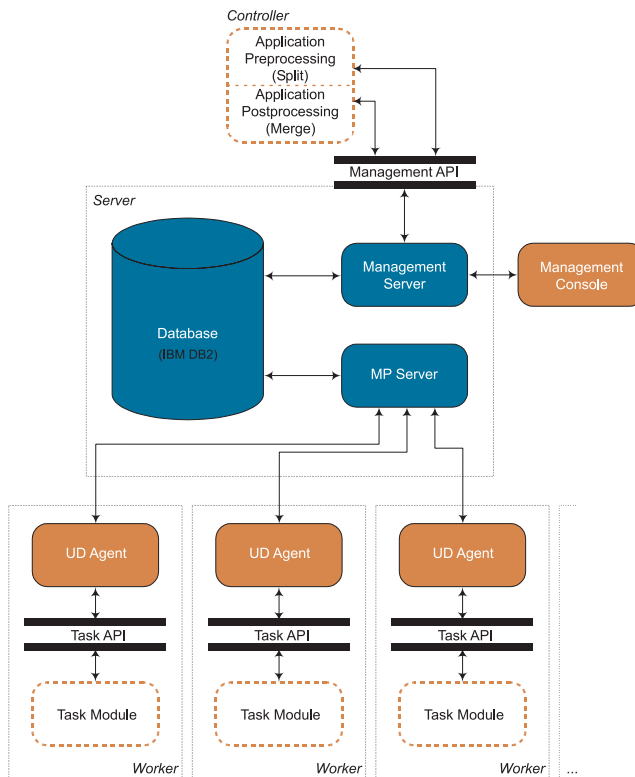 Controller
Application
Preprocessing
(Split)
Application
Postprocessing
(Merge)
Management API
Server
Management
Server
Management
Console
Database
(IBM DB2)
MP Server
UD Agent
UD Agent
UD Agent
Task API
Task API
Task API
Task Module
Task Module
Task Module
Worker
Worker
Worker
...